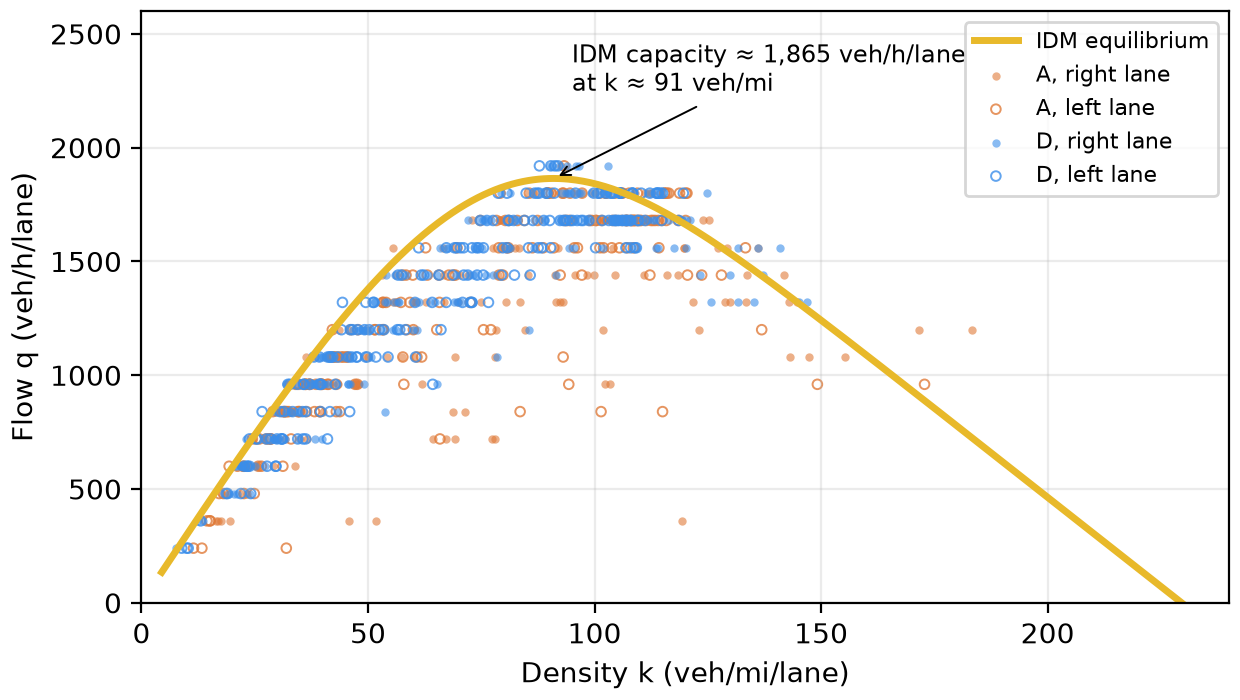 2500
2000
1500
1000
500
0
Flow q (veh/h/lane)
IDM capacity ≈ 1,865 veh/h/lane
at k ≈ 91 veh/mi
IDM equilibrium
A, right lane
A, left lane
D, right lane
D, left lane
0 50 100 150 200
Density k (veh/mi/lane)